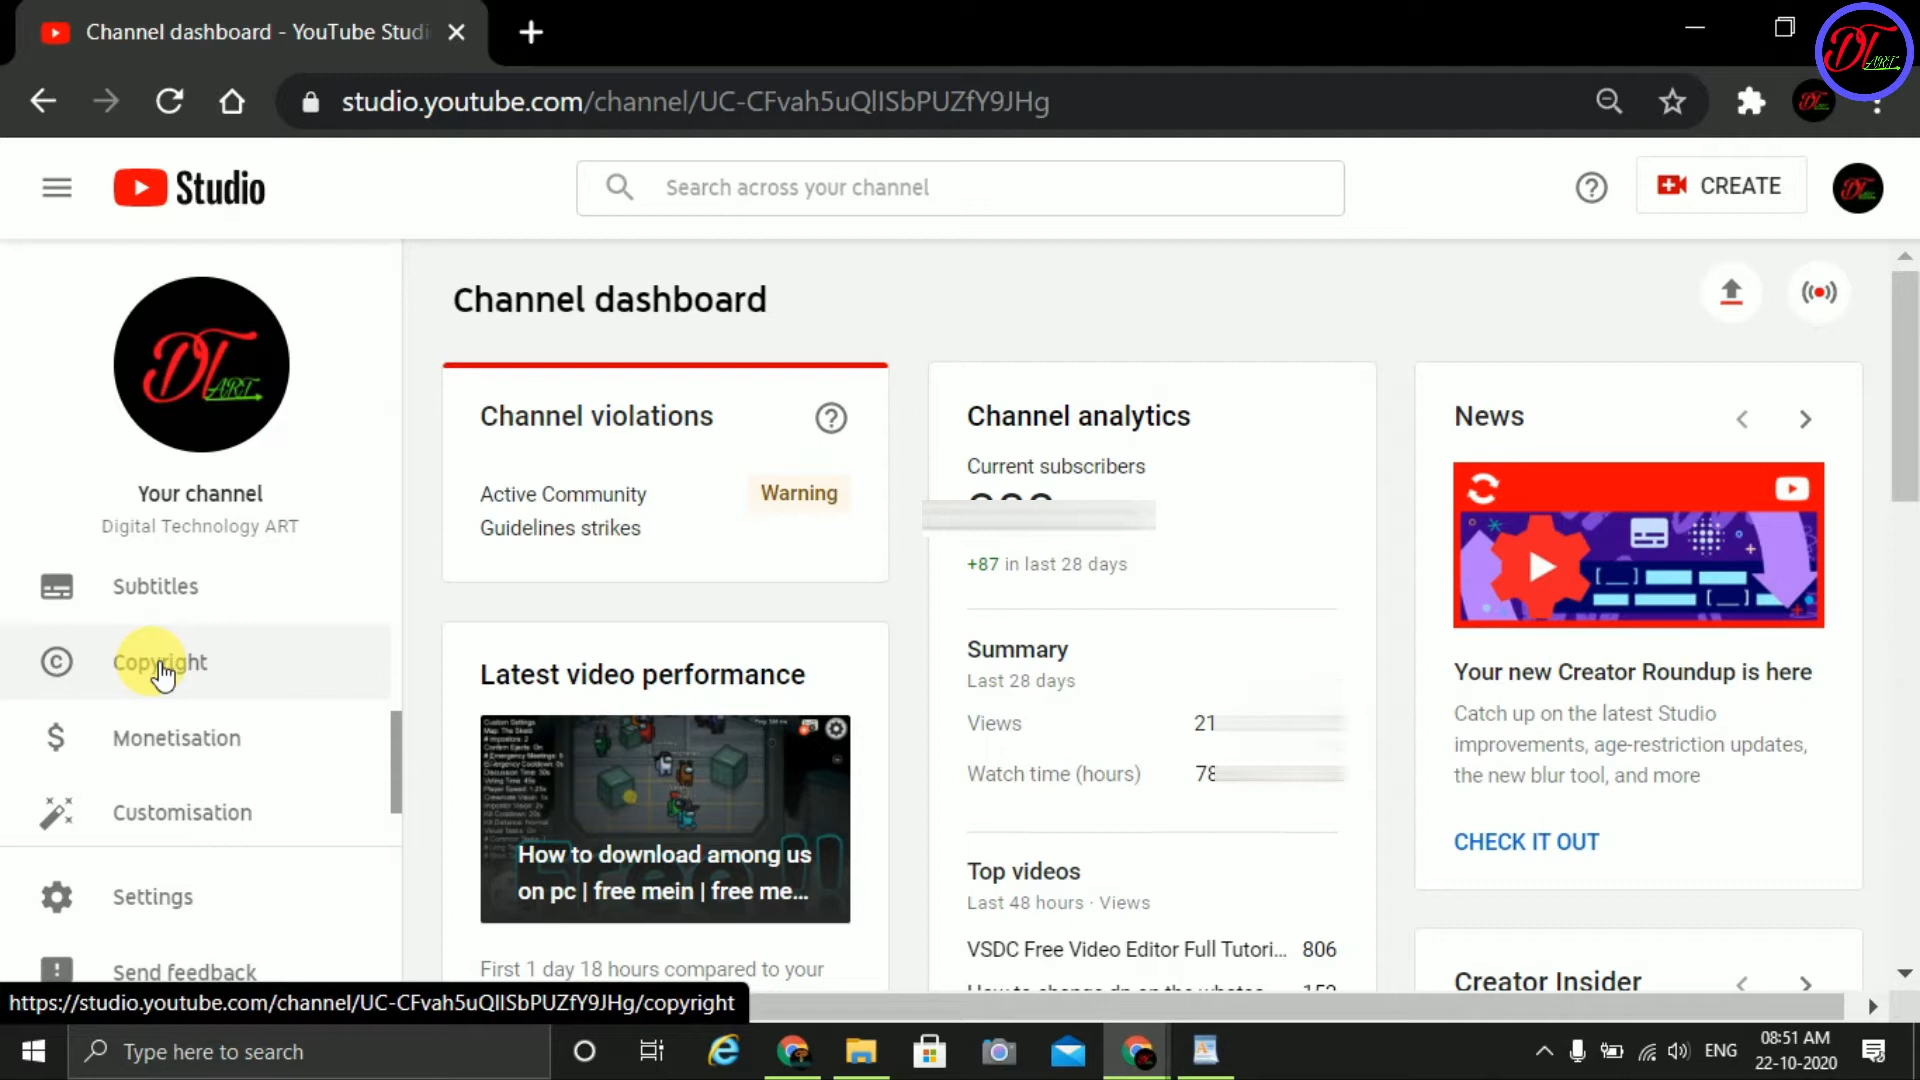 Channel dashboard - YouTube Studi
DT
ART
studio.youtube.com/channel/UC-CFvah5uQlISbPUZfY9JHg
Studio
Search across your channel
CREATE
DT
ART
Your channel
Digital Technology ART
Subtitles
Copyright
Monetisation
Customisation
Settings
Send feedback
Channel dashboard
Channel violations
Active Community
Guidelines strikes
Warning
Latest video performance
How to download among us
on pc | free mein | free me...
First 1 day 18 hours compared to your
Channel analytics
Current subscribers
+87 in last 28 days
Summary
Last 28 days
Views 21
Watch time (hours) 78
Top videos
Last 48 hours · Views
VSDC Free Video Editor Full Tutori... 806
News
Your new Creator Roundup is here
Catch up on the latest Studio
improvements, age-restriction updates,
the new blur tool, and more
CHECK IT OUT
Creator Insider
https://studio.youtube.com/channel/UC-CFvah5uQlISbPUZfY9JHg/copyright
Type here to search
ENG
08:51 AM
22-10-2020